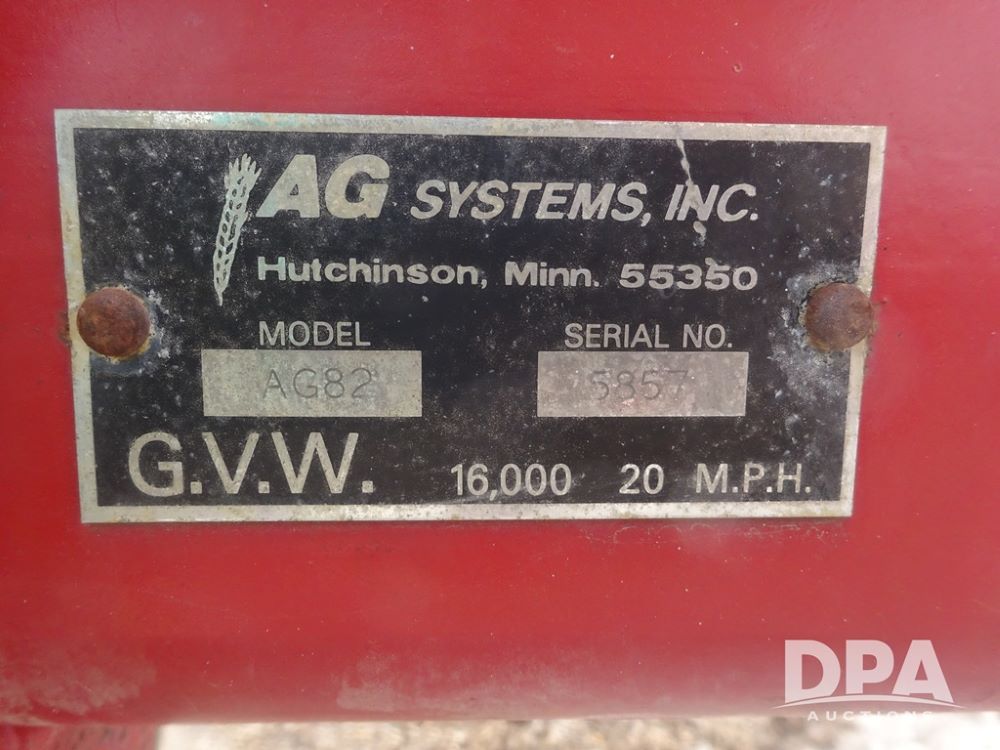 AG SYSTEMS, INC.
Hutchinson, Minn. 55350
MODEL SERIAL NO.
AG82 5857
G.V.W. 16,000 20 M.P.H.
DPA
AUCTIONS